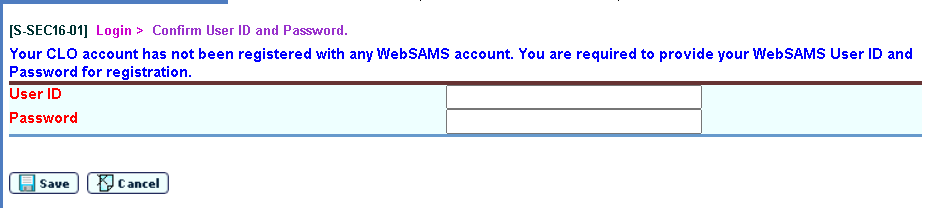 [S-SEC16-01] Login > Confirm User ID and Password.
Your CLO account has not been registered with any WebSAMS account. You are required to provide your WebSAMS User ID and
Password for registration.
User ID
Password
Save Cancel